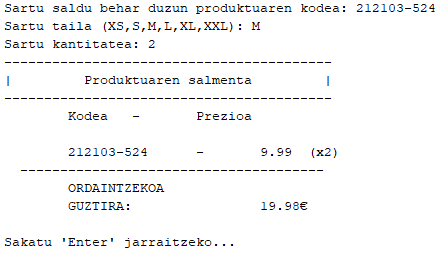 Sartu saldu behar duzun produktuaren kodea: 212103-524
Sartu taila (XS,S,M,L,XL,XXL): M
Sartu kantitatea: 2
-----------------------------------------
|         Produktuaren salmenta         |
-----------------------------------------
        Kodea   -       Prezioa

        212103-524      -       9.99  (x2)
  --------------------------------------
        ORDAINTZEKOA
        GUZTIRA:                19.98€

Sakatu 'Enter' jarraitzeko...